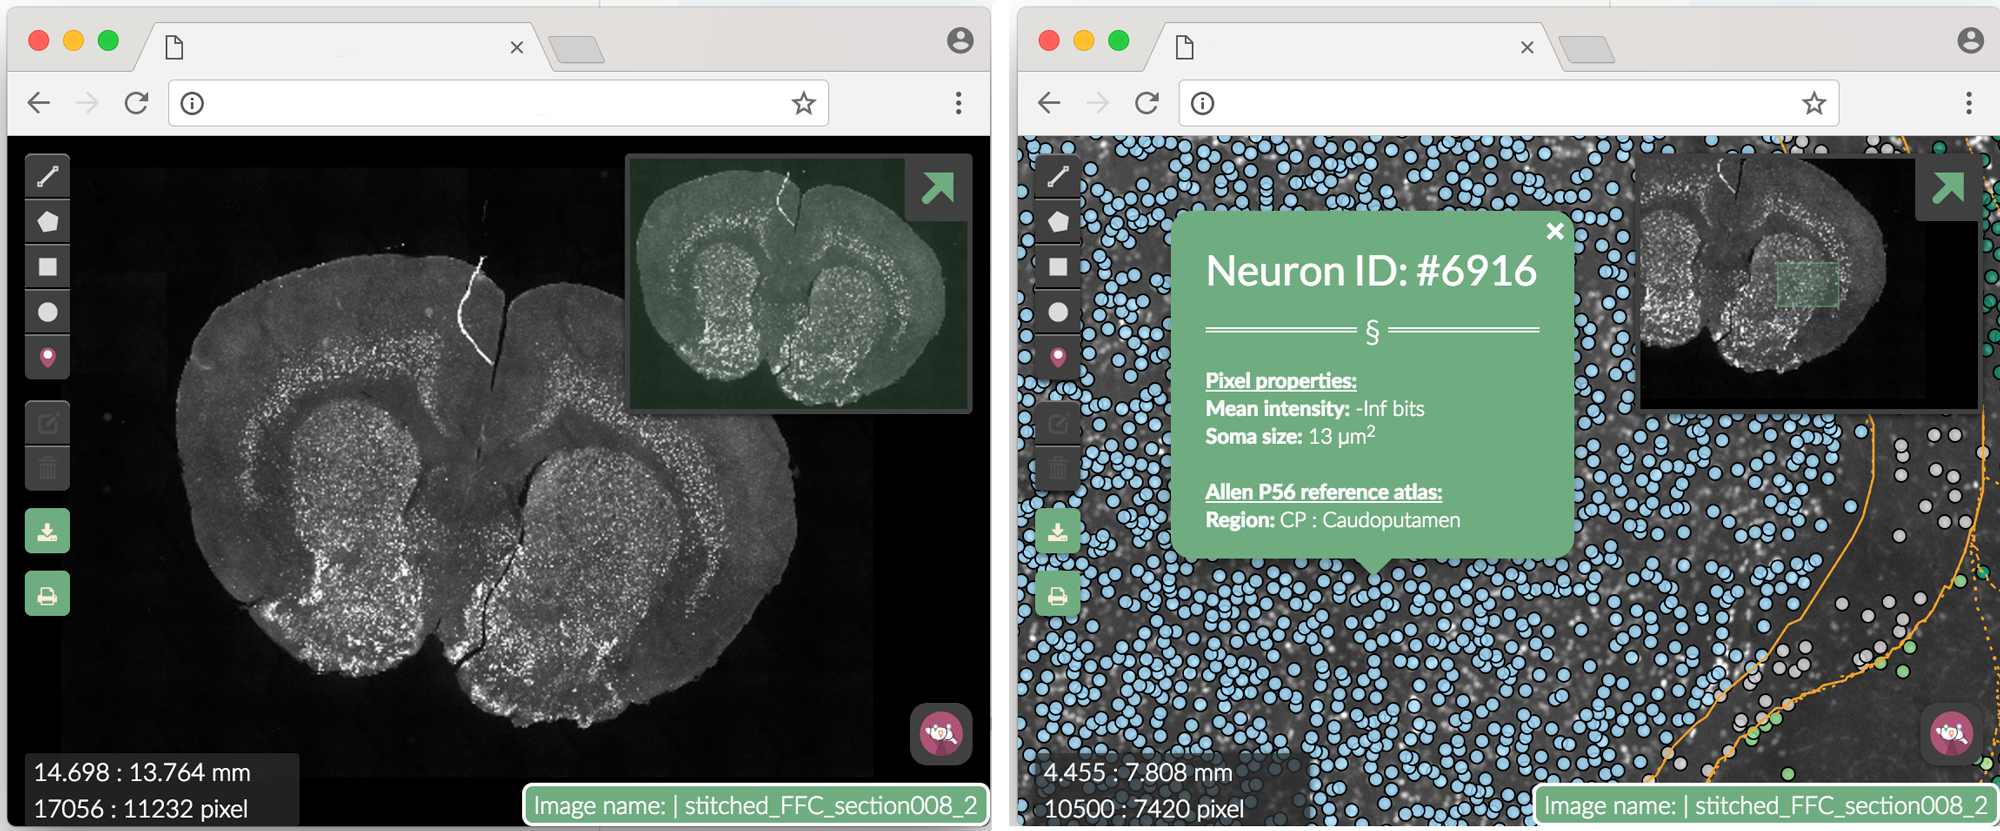 14.698 : 13.764 mm
17056 : 11232 pixel
Image name: | stitched_FFC_section008_2
Neuron ID: #6916
§
Pixel properties:
Mean intensity: -Inf bits
Soma size: 13 µm²
Allen P56 reference atlas:
Region: CP : Caudoputamen
4.455 : 7.808 mm
10500 : 7420 pixel
Image name: | stitched_FFC_section008_2